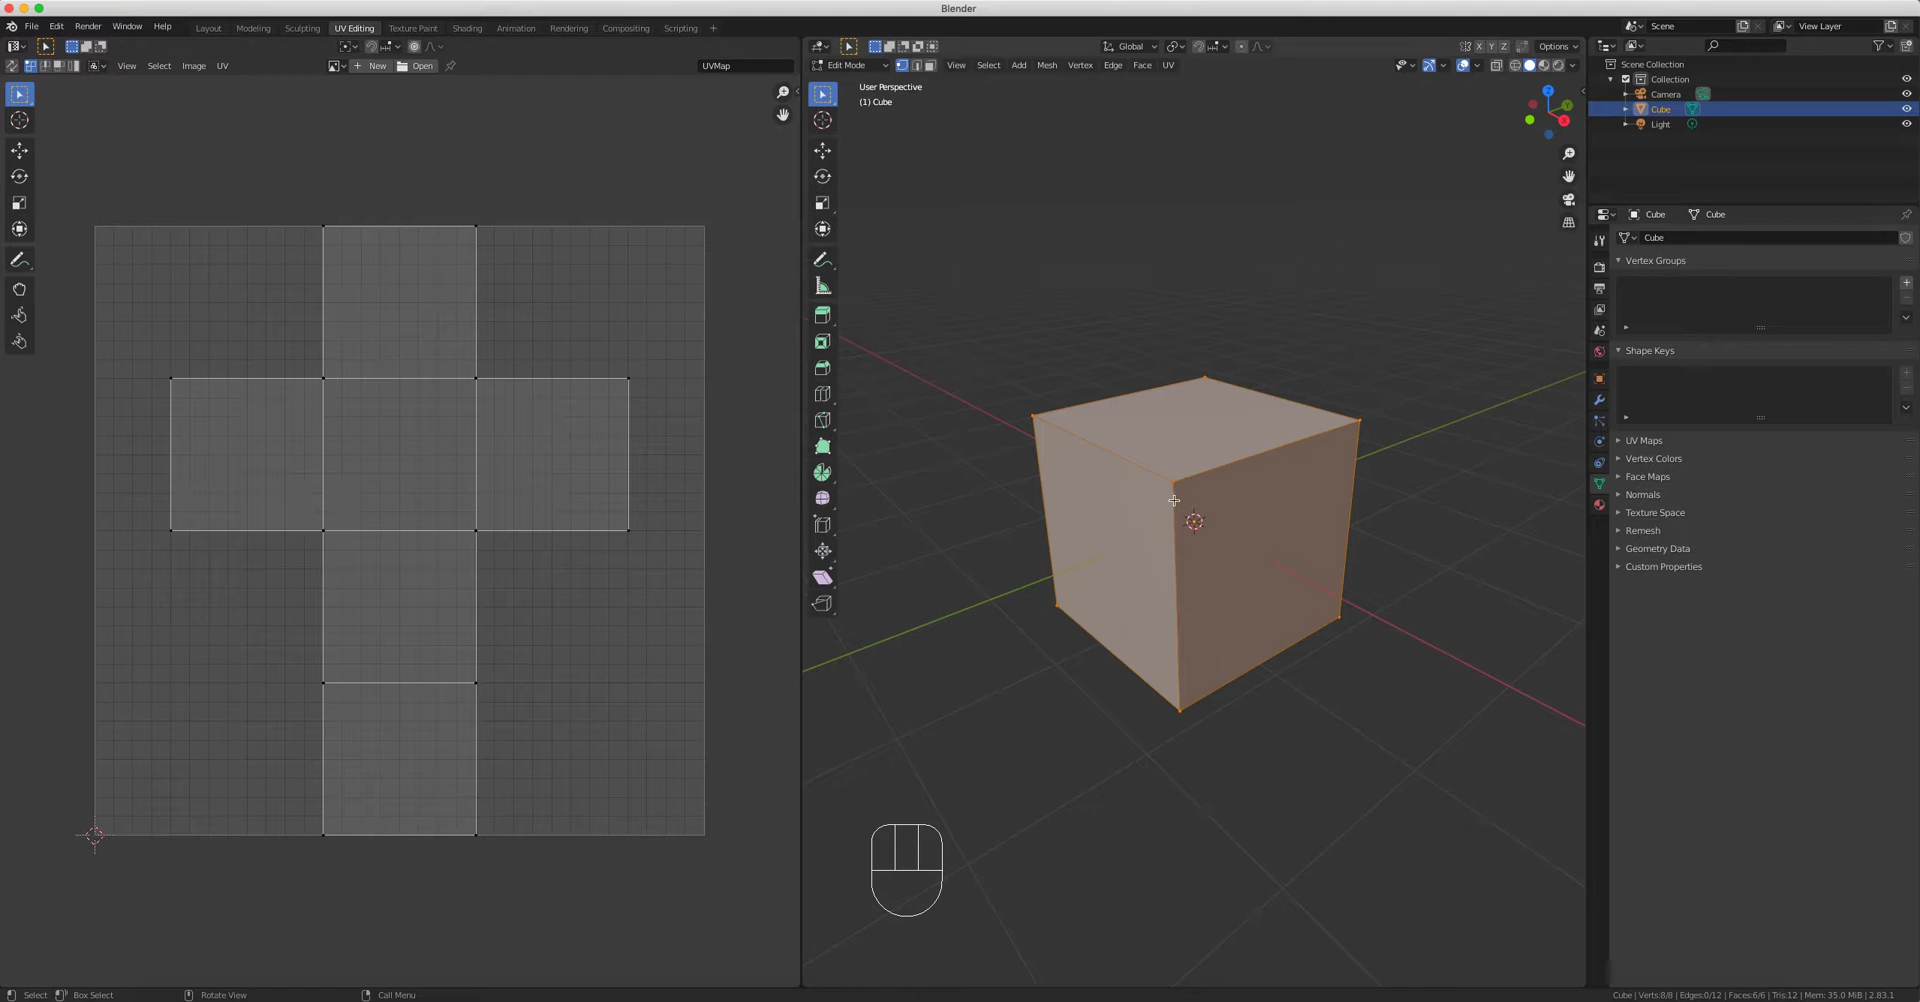 Blender
File Edit Render Window Help
Layout Modeling Sculpting UV Editing Texture Paint Shading Animation Rendering Compositing Scripting +
Scene
View Layer
Global
Options
View Select Image UV
New Open
UVMap
Edit Mode
View Select Add Mesh Vertex Edge Face UV
X Y Z
User Perspective
(1) Cube
Z
Y
X
Scene Collection
Collection
Camera
Cube
Light
Cube Cube
Cube
Vertex Groups
Shape Keys
UV Maps
Vertex Colors
Face Maps
Normals
Texture Space
Remesh
Geometry Data
Custom Properties
Select Box Select Rotate View Call Menu
Cube | Verts:8/8 | Edges:0/12 | Faces:6/6 | Tris:12 | Mem: 35.0 MiB | 2.83.1